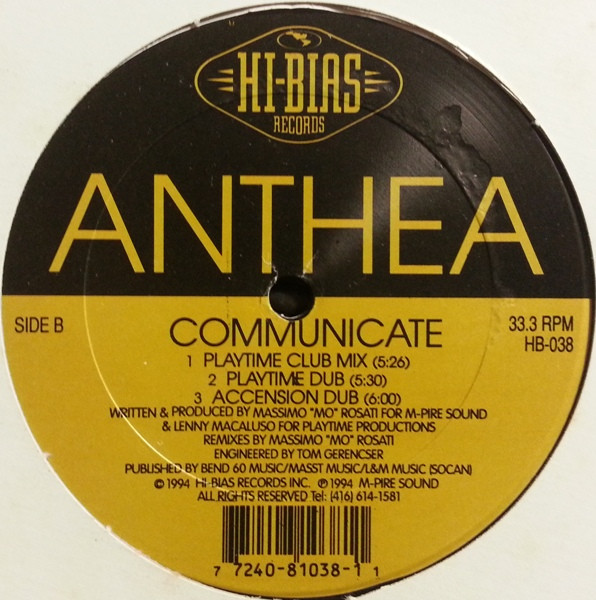 HI-BIAS
RECORDS
ANTHEA
SIDE B
COMMUNICATE
33.3 RPM
HB-038
1 PLAYTIME CLUB MIX (5:26)
2 PLAYTIME DUB (5:30)
3 ACCENSION DUB (6:00)
WRITTEN & PRODUCED BY MASSIMO "MO" ROSATI FOR M-PIRE SOUND
& LENNY MACALUSO FOR PLAYTIME PRODUCTIONS
REMIXES BY MASSIMO "MO" ROSATI
ENGINEERED BY TOM GERENCSER
PUBLISHED BY BEND 60 MUSIC/MASST MUSIC/L&M MUSIC (SOCAN)
© 1994 HI-BIAS RECORDS INC. ℗ 1994 M-PIRE SOUND
ALL RIGHTS RESERVED Tel: (416) 614-1581
7 7240-81038-1 1